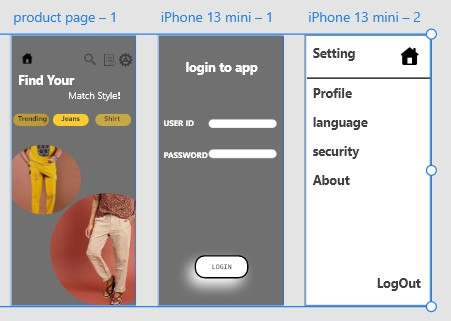 product page – 1
iPhone 13 mini – 1
iPhone 13 mini – 2
Find Your
Match Style!
Trending
Jeans
Shirt
login to app
USER ID
PASSWORD
LOGIN
Setting
Profile
language
security
About
LogOut